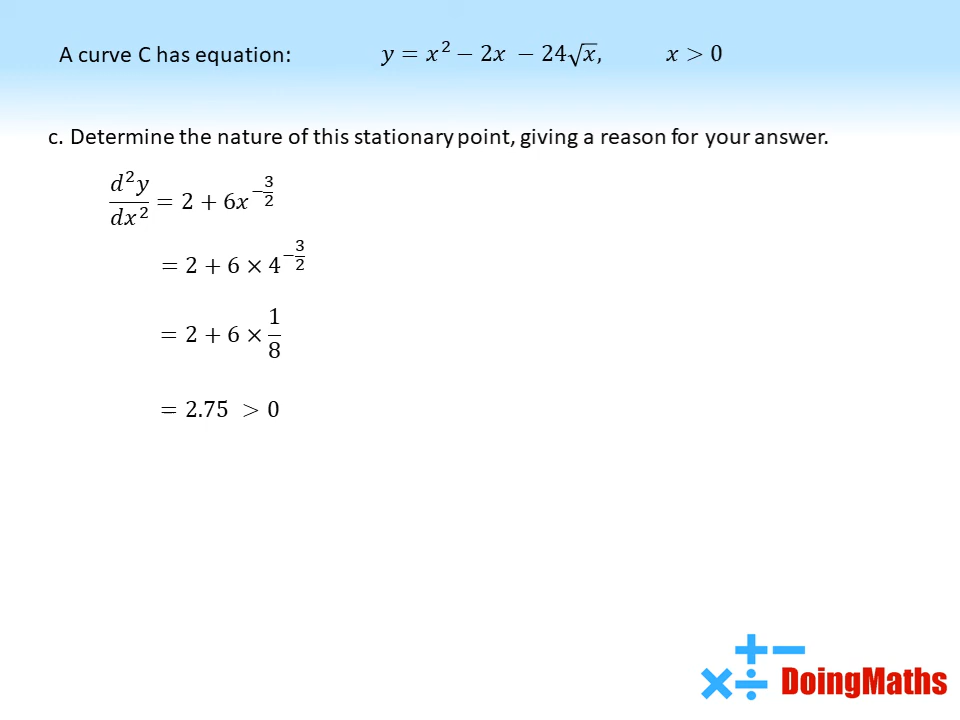 A curve C has equation: y = x² − 2x − 24√x, x > 0
c. Determine the nature of this stationary point, giving a reason for your answer.
d²y/dx² = 2 + 6x^(−3/2)
= 2 + 6 × 4^(−3/2)
= 2 + 6 × 1/8
= 2.75 > 0
DoingMaths